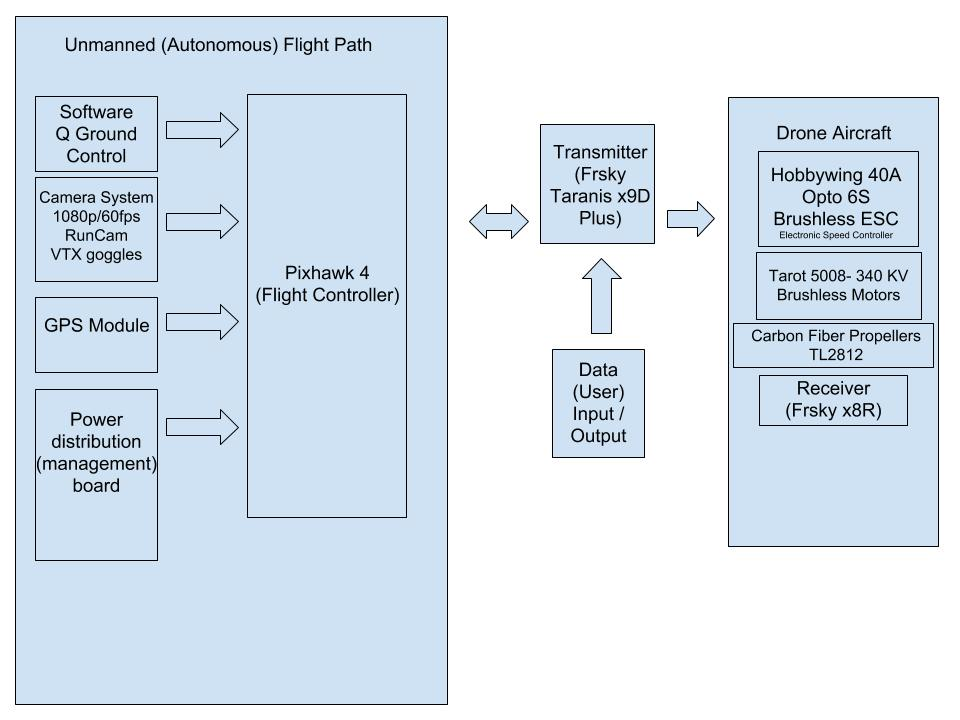 Unmanned (Autonomous) Flight Path
Software
Q Ground
Control
Camera System
1080p/60fps
RunCam
VTX goggles
GPS Module
Power
distribution
(management)
board
Pixhawk 4
(Flight Controller)
Transmitter
(Frsky
Taranis x9D
Plus)
Data
(User)
Input /
Output
Drone Aircraft
Hobbywing 40A
Opto 6S
Brushless ESC
Electronic Speed Controller
Tarot 5008- 340 KV
Brushless Motors
Carbon Fiber Propellers
TL2812
Receiver
(Frsky x8R)